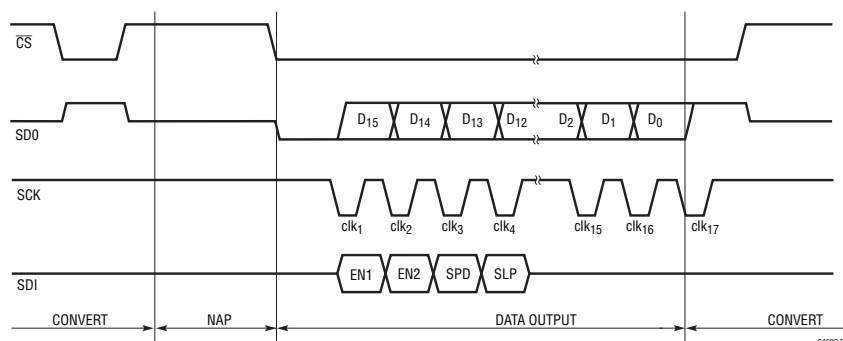 CS
SD0
D15 D14 D13 D12 D2 D1 D0
SCK
clk1 clk2 clk3 clk4 clk15 clk16 clk17
SDI
EN1 EN2 SPD SLP
CONVERT NAP DATA OUTPUT CONVERT